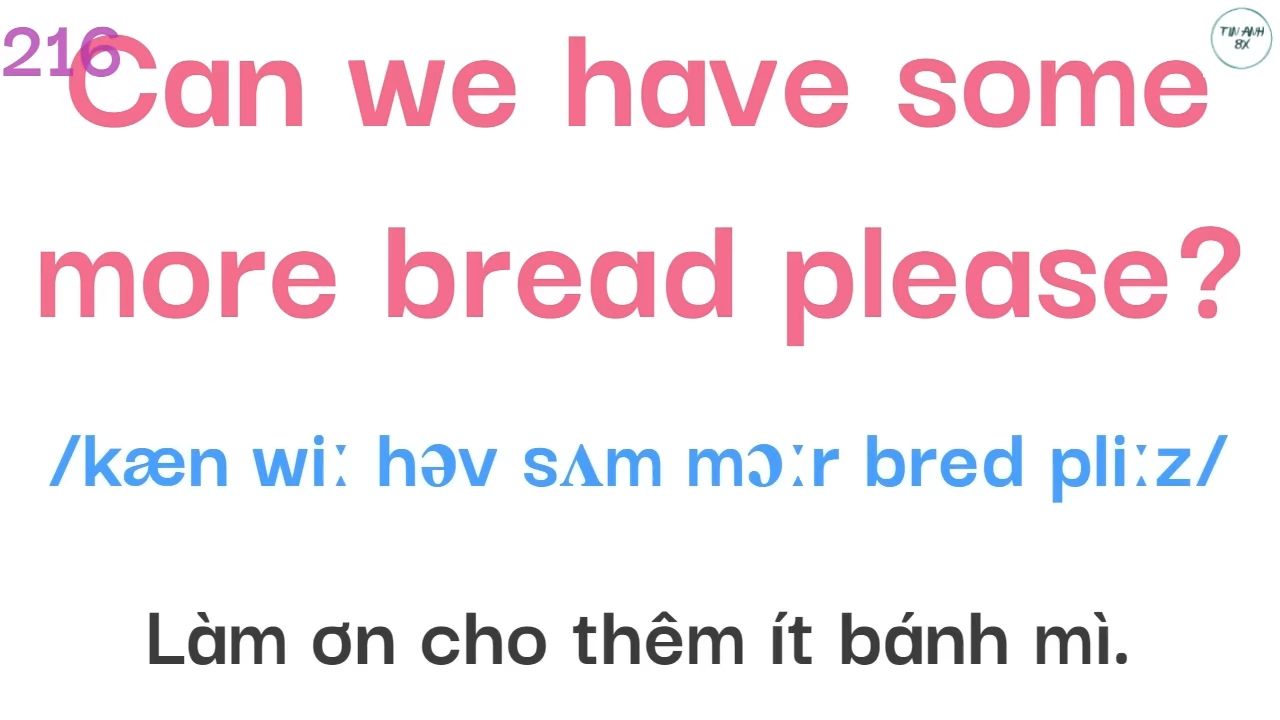 216
Can we have some
more bread please?
/kæn wiː həv sʌm mɔːr bred pliːz/
Làm ơn cho thêm ít bánh mì.
TIN ANH
8X